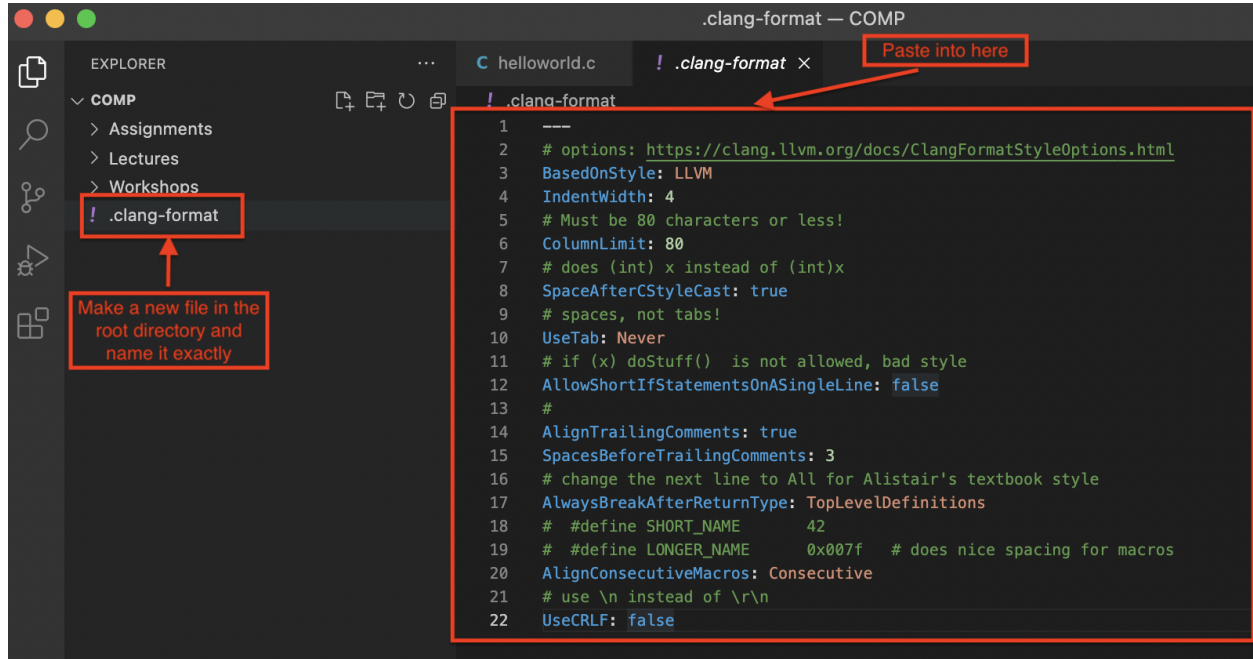 .clang-format — COMP
Paste into here
EXPLORER
···
C helloworld.c
! .clang-format ×
COMP
! .clang-format
> Assignments
> Lectures
> Workshops
! .clang-format
Make a new file in the
root directory and
name it exactly
1 ---
2 # options: https://clang.llvm.org/docs/ClangFormatStyleOptions.html
3 BasedOnStyle: LLVM
4 IndentWidth: 4
5 # Must be 80 characters or less!
6 ColumnLimit: 80
7 # does (int) x instead of (int)x
8 SpaceAfterCStyleCast: true
9 # spaces, not tabs!
10 UseTab: Never
11 # if (x) doStuff()  is not allowed, bad style
12 AllowShortIfStatementsOnASingleLine: false
13 #
14 AlignTrailingComments: true
15 SpacesBeforeTrailingComments: 3
16 # change the next line to All for Alistair's textbook style
17 AlwaysBreakAfterReturnType: TopLevelDefinitions
18 #  #define SHORT_NAME       42
19 #  #define LONGER_NAME      0x007f   # does nice spacing for macros
20 AlignConsecutiveMacros: Consecutive
21 # use \n instead of \r\n
22 UseCRLF: false